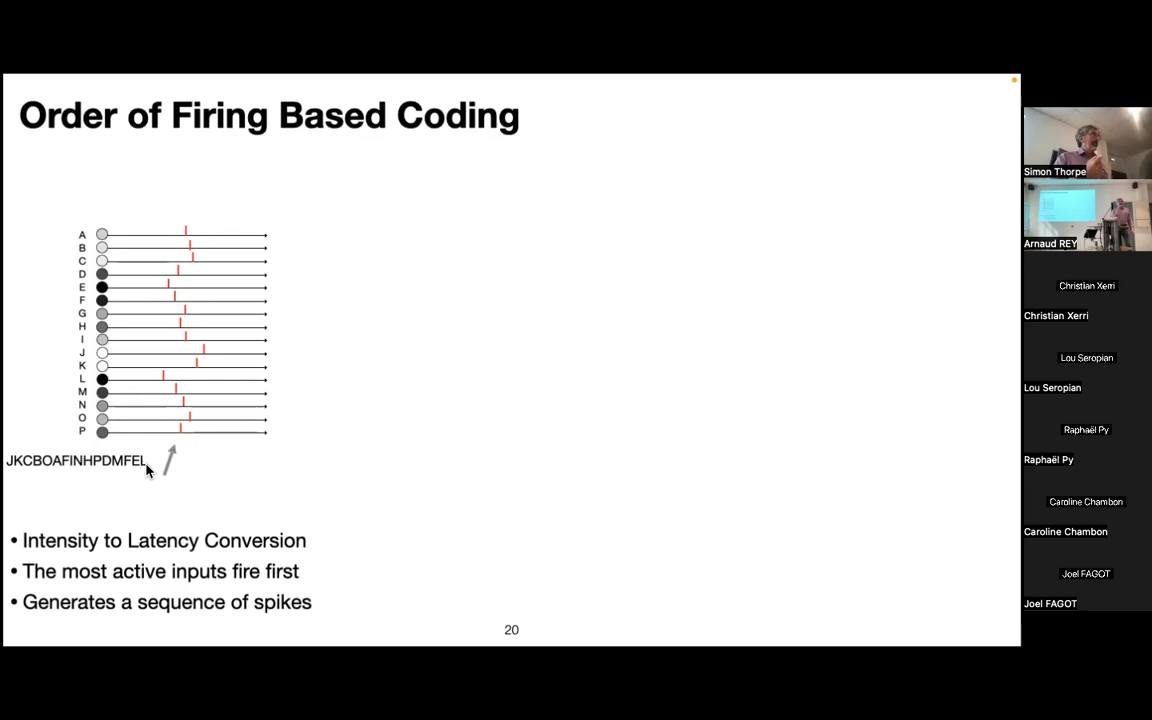 Order of Firing Based Coding
A
B
C
D
E
F
G
H
I
J
K
L
M
N
O
P
JKCBOAFINHPDMFEL
• Intensity to Latency Conversion
• The most active inputs fire first
• Generates a sequence of spikes
20
Simon Thorpe
Arnaud REY
Christian Xerri
Christian Xerri
Lou Seropian
Lou Seropian
Raphaël Py
Raphaël Py
Caroline Chambon
Caroline Chambon
Joel FAGOT
Joel FAGOT